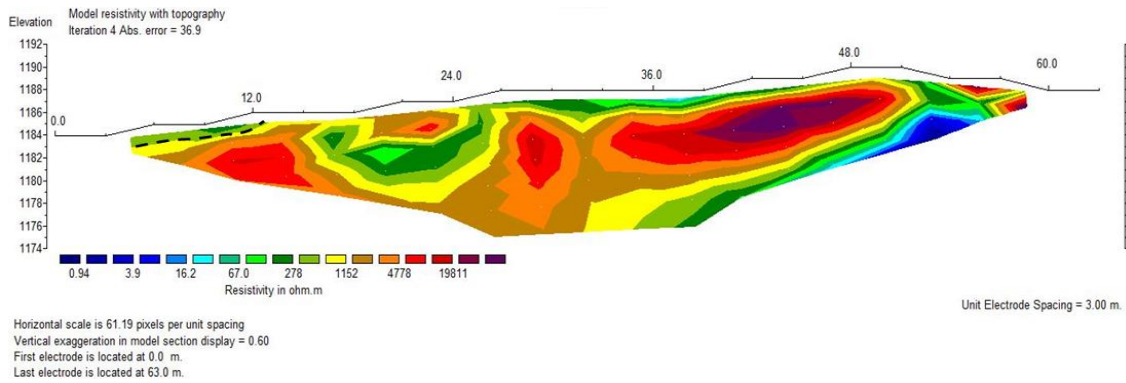 Model resistivity with topography
Elevation
Iteration 4 Abs. error = 36.9
1192
1190
1188
1186
1184
1182
1180
1178
1176
1174
0.0
12.0
24.0
36.0
48.0
60.0
0.94 3.9 16.2 67.0 278 1152 4778 19811
Resistivity in ohm.m
Unit Electrode Spacing = 3.00 m.
Horizontal scale is 61.19 pixels per unit spacing
Vertical exaggeration in model section display = 0.60
First electrode is located at 0.0 m.
Last electrode is located at 63.0 m.